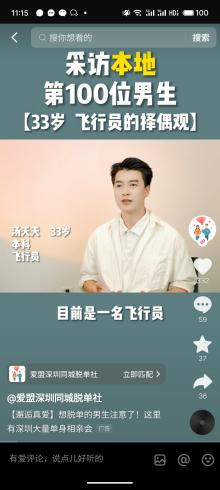 11:15
100
搜你想看的
搜索
采访本地
第100位男生
【33岁 飞行员的择偶观】
汤天天 33岁
本科
飞行员
目前是一名飞行员
332
59
37
36
爱盟深圳同城脱单社
立即匹配 >
@爱盟深圳同城脱单社
【邂逅真爱】想脱单的男生注意了！这里
有深圳大量单身相亲会 广告
有爱评论，说点儿好听的